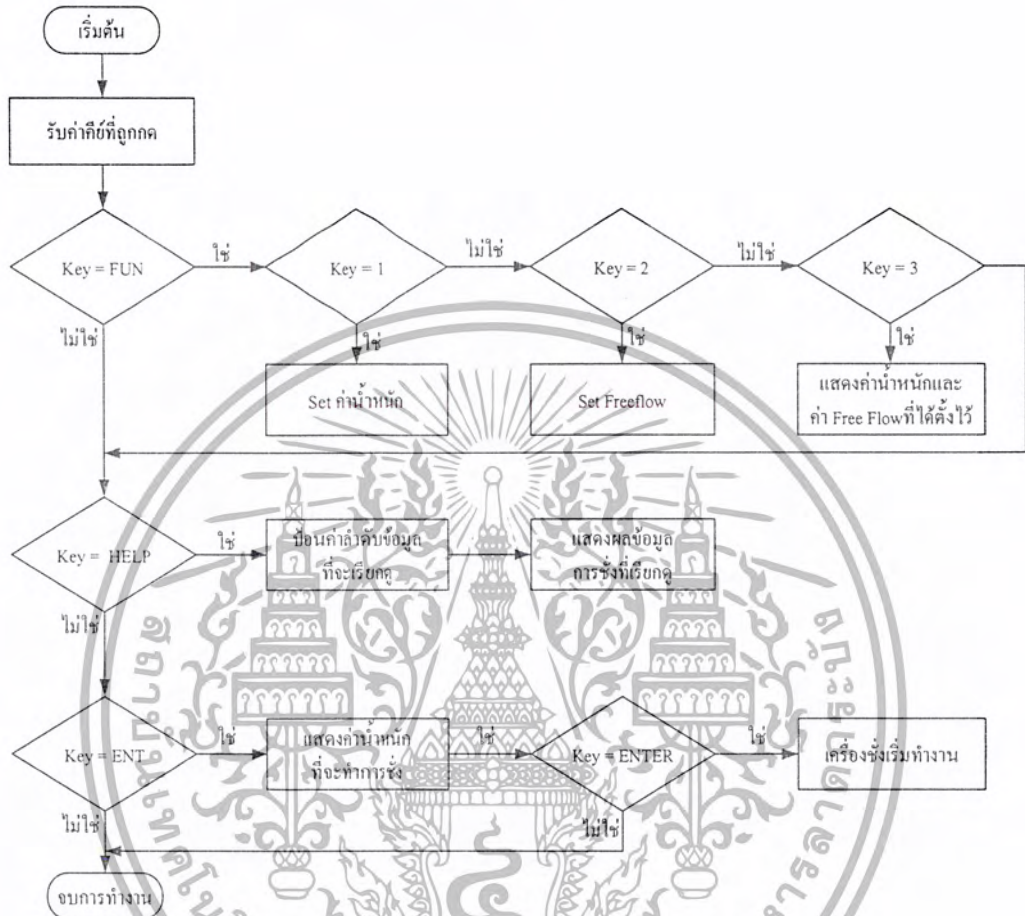 เริ่มต้น
รับค่าคีย์ที่ถูกกด
Key = FUN
ใช่
Key = 1
ไม่ใช่
Key = 2
ไม่ใช่
Key = 3
ไม่ใช่
ใช่
ใช่
ใช่
Set ค่าน้ำหนัก
Set Freeflow
แสดงค่าน้ำหนักและ
ค่า Free Flowที่ได้ตั้งไว้
Key = HELP
ใช่
ป้อนค่าลำดับข้อมูล
ที่จะเรียกดู
แสดงผลข้อมูล
การชั่งที่เรียกดู
ไม่ใช่
Key = ENT
ใช่
แสดงค่าน้ำหนัก
ที่จะทำการชั่ง
ใช่
Key = ENTER
ใช่
เครื่องชั่งเริ่มทำงาน
ไม่ใช่
ไม่ใช่
จบการทำงาน